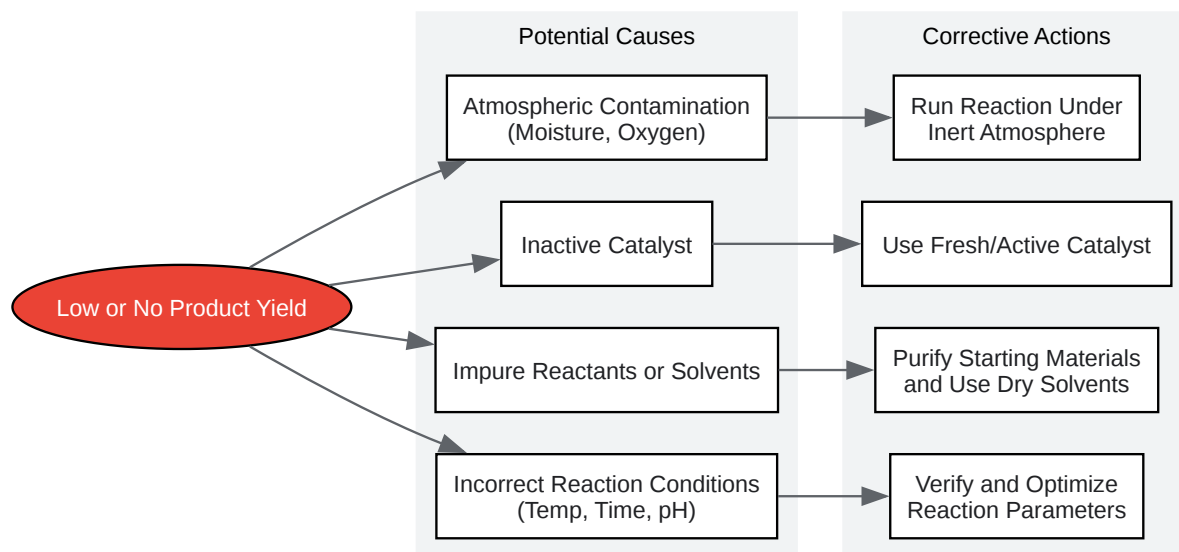 Potential Causes
Corrective Actions
Atmospheric Contamination
(Moisture, Oxygen)
Run Reaction Under
Inert Atmosphere
Inactive Catalyst
Use Fresh/Active Catalyst
Low or No Product Yield
Impure Reactants or Solvents
Purify Starting Materials
and Use Dry Solvents
Incorrect Reaction Conditions
(Temp, Time, pH)
Verify and Optimize
Reaction Parameters